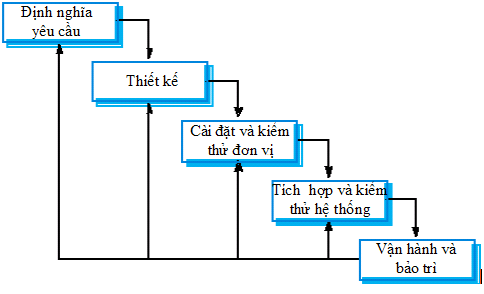 Định nghĩa
yêu cầu
Thiết kế
Cài đặt và kiểm
thử đơn vị
Tích hợp và kiểm
thử hệ thống
Vận hành và
bảo trì